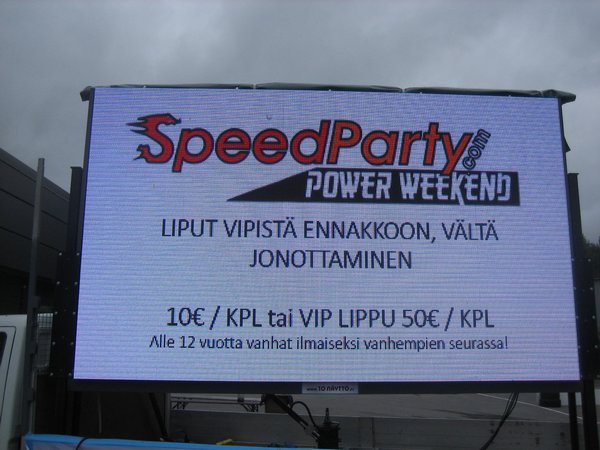 SpeedParty.com
POWER WEEKEND
LIPUT VIPISTÄ ENNAKKOON, VÄLTÄ
JONOTTAMINEN
10€ / KPL tai VIP LIPPU 50€ / KPL
Alle 12 vuotta vanhat ilmaiseksi vanhempien seurassa!